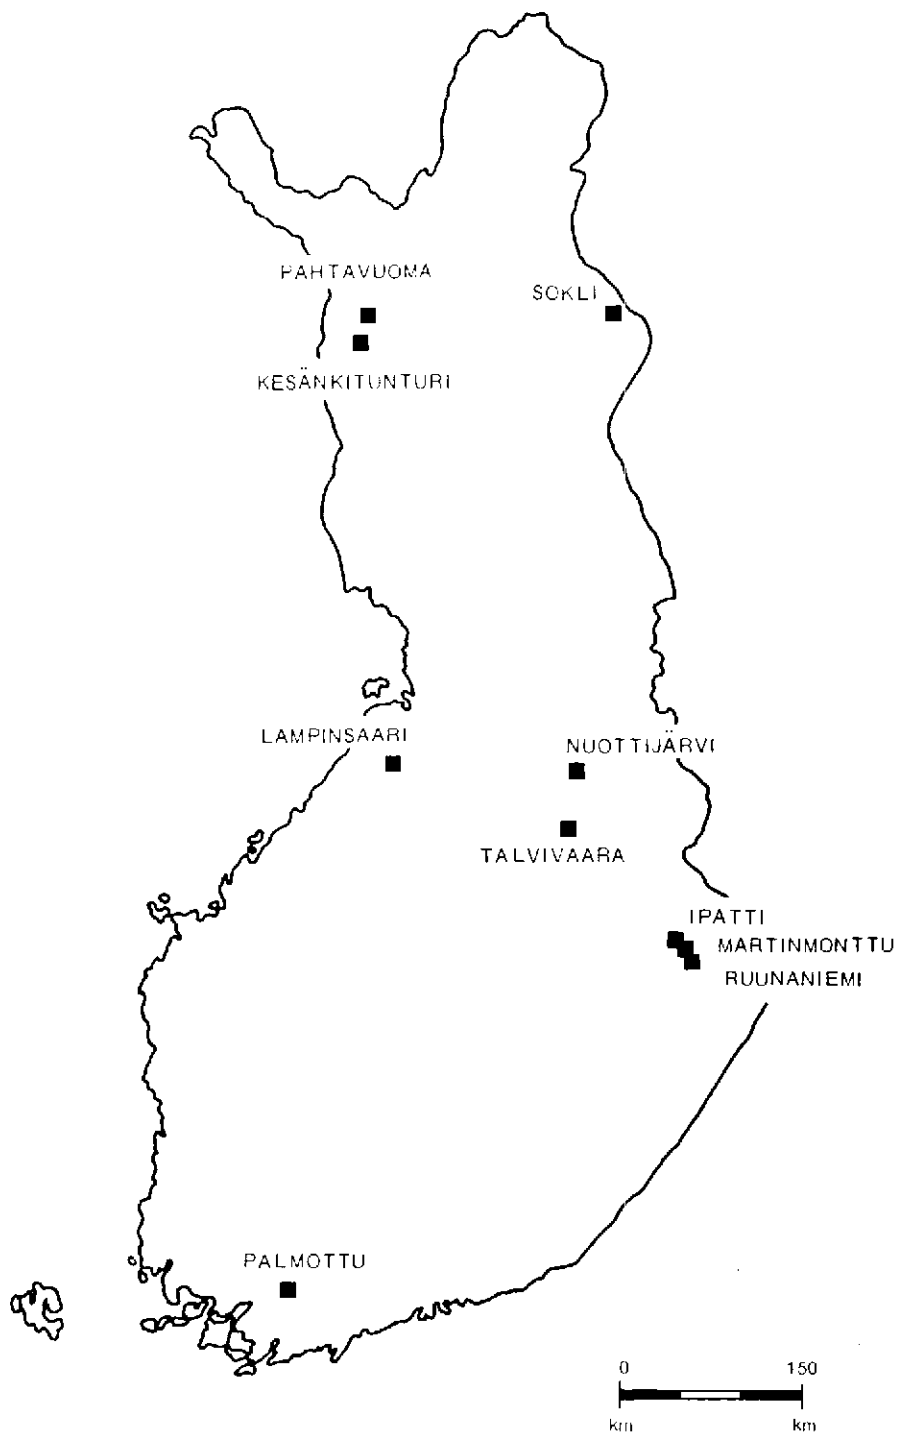 PAHTAVUOMA
SOKLI
KESÄNKITUNTURI
LAMPINSAARI
NUOTTIJÄRVI
TALVIVAARA
IPATTI
MARTINMONTTU
RUUNANIEMI
PALMOTTU
0 150
km km